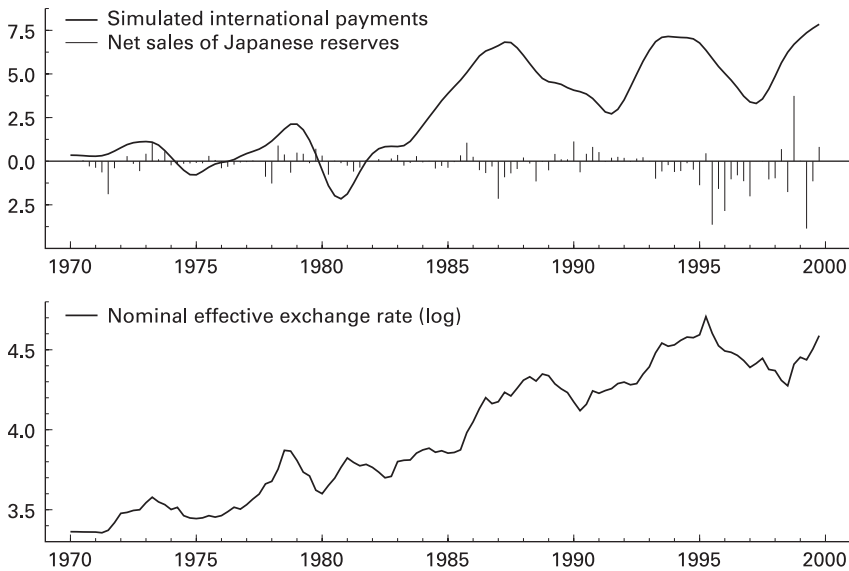 Simulated international payments
Net sales of Japanese reserves
7.5
5.0
2.5
0.0
2.5
1970 1975 1980 1985 1990 1995 2000
Nominal effective exchange rate (log)
4.5
4.0
3.5
1970 1975 1980 1985 1990 1995 2000